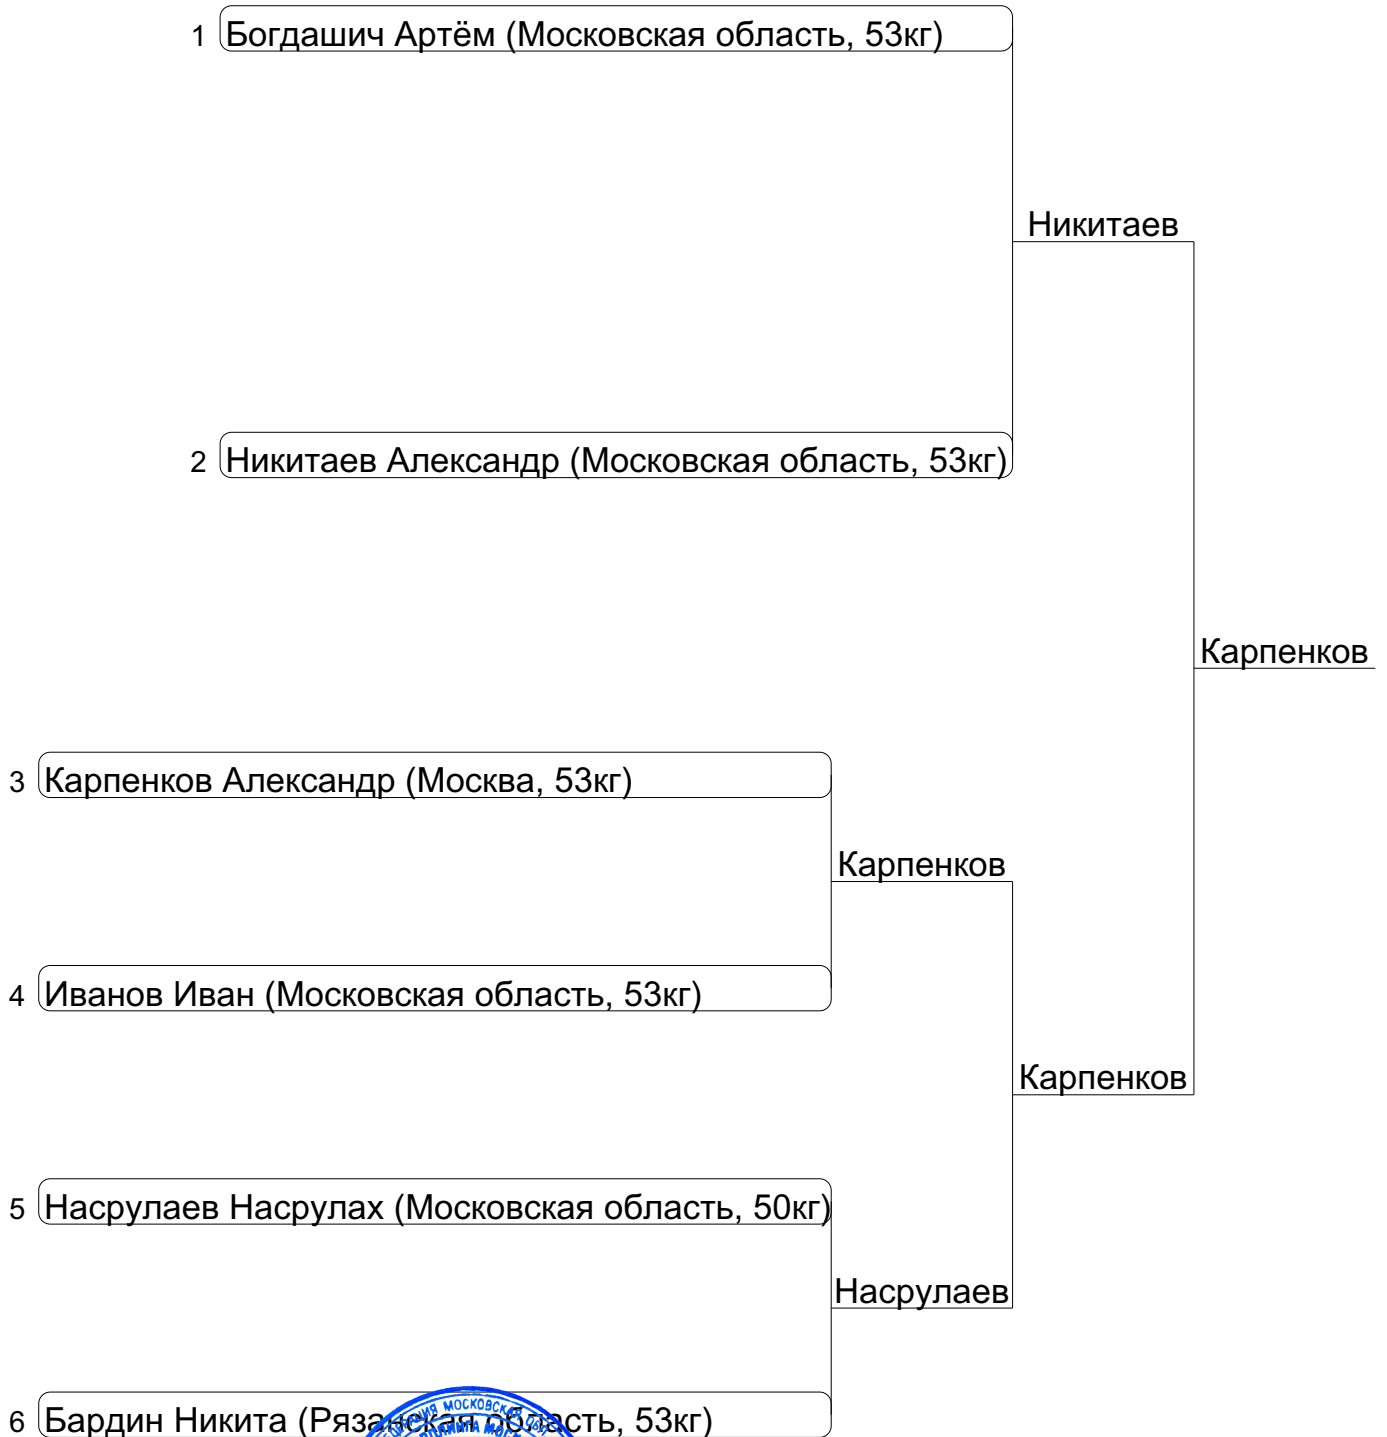 1 Богдашич Артём (Московская область, 53кг)
Никитаев
2 Никитаев Александр (Московская область, 53кг)
Карпенков
3 Карпенков Александр (Москва, 53кг)
Карпенков
4 Иванов Иван (Московская область, 53кг)
Карпенков
5 Насрулаев Насрулах (Московская область, 50кг)
Насрулаев
6 Бардин Никита (Рязанская область, 53кг)